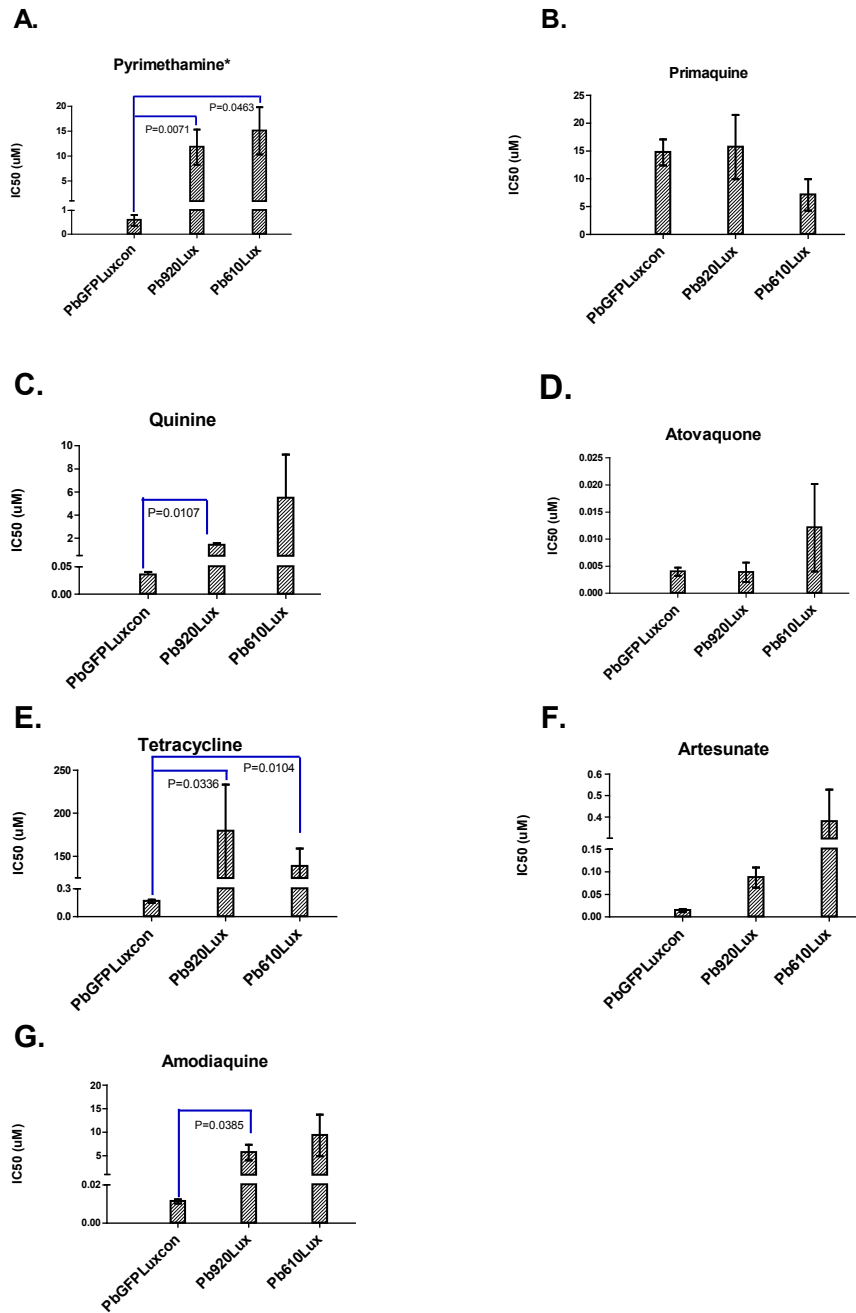 A.
Pyrimethamine*
IC50 (uM)
20
15
10
5
1
0
P=0.0071
P=0.0463
PbGFPLuxcon
Pb920Lux
Pb610Lux
B.
Primaquine
IC50 (uM)
25
20
15
10
5
0
PbGFPLuxcon
Pb920Lux
Pb610Lux
C.
Quinine
IC50 (uM)
10
8
6
4
2
0.05
0.00
P=0.0107
PbGFPLuxcon
Pb920Lux
Pb610Lux
D.
Atovaquone
IC50 (uM)
0.025
0.020
0.015
0.010
0.005
0.000
PbGFPLuxcon
Pb920Lux
Pb610Lux
E.
Tetracycline
IC50 (uM)
250
200
150
0.3
0.0
P=0.0336
P=0.0104
PbGFPLuxcon
Pb920Lux
Pb610Lux
F.
Artesunate
IC50 (uM)
0.6
0.5
0.4
0.15
0.10
0.05
0.00
PbGFPLuxcon
Pb920Lux
Pb610Lux
G.
Amodiaquine
IC50 (uM)
20
15
10
5
0.02
0.00
P=0.0385
PbGFPLuxcon
Pb920Lux
Pb610Lux